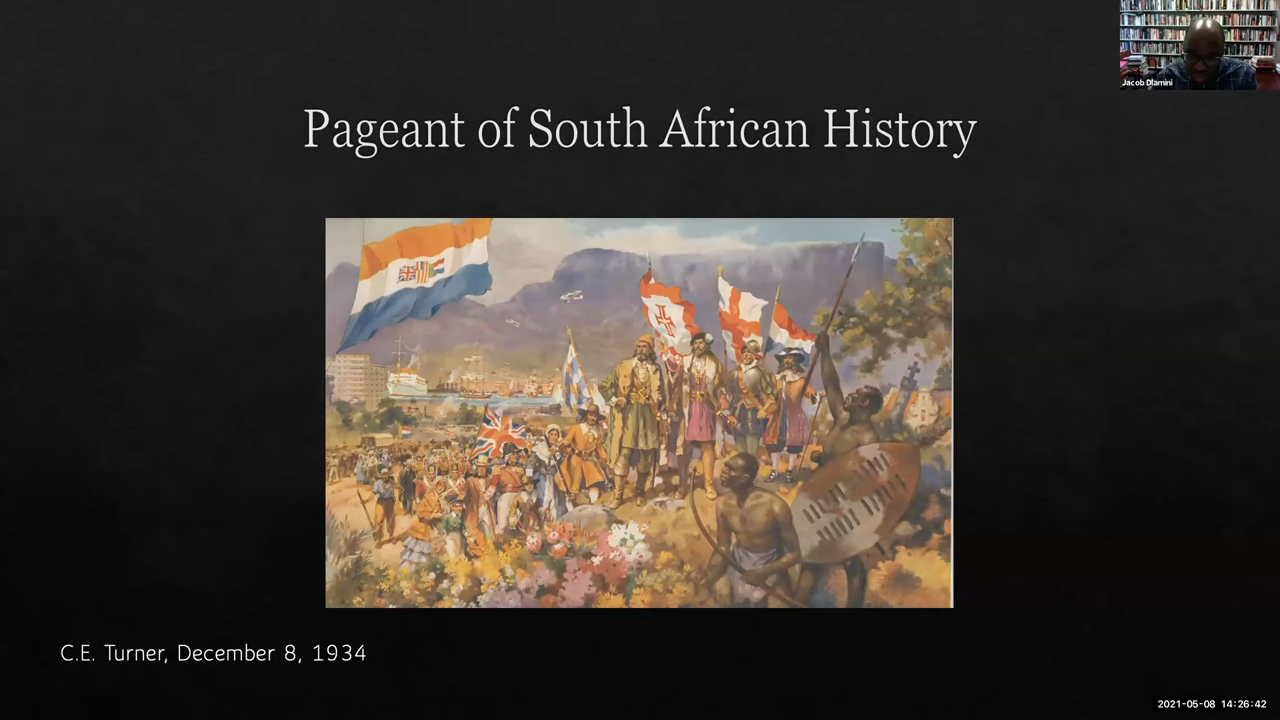 Jacob Dlamini
Pageant of South African History
C.E. Turner, December 8, 1934
2021-05-08 14:26:42